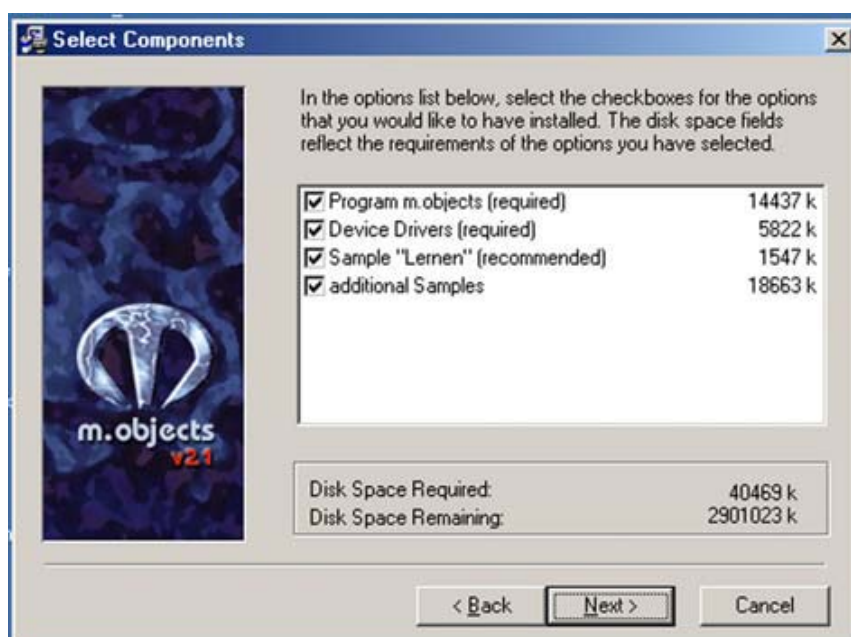 Select Components
In the options list below, select the checkboxes for the options
that you would like to have installed. The disk space fields
reflect the requirements of the options you have selected.
Program m.objects (required) 14437 k
Device Drivers (required) 5822 k
Sample "Lernen" (recommended) 1547 k
additional Samples 18663 k
m.objects
v2.1
Disk Space Required: 40469 k
Disk Space Remaining: 2901023 k
< Back Next > Cancel